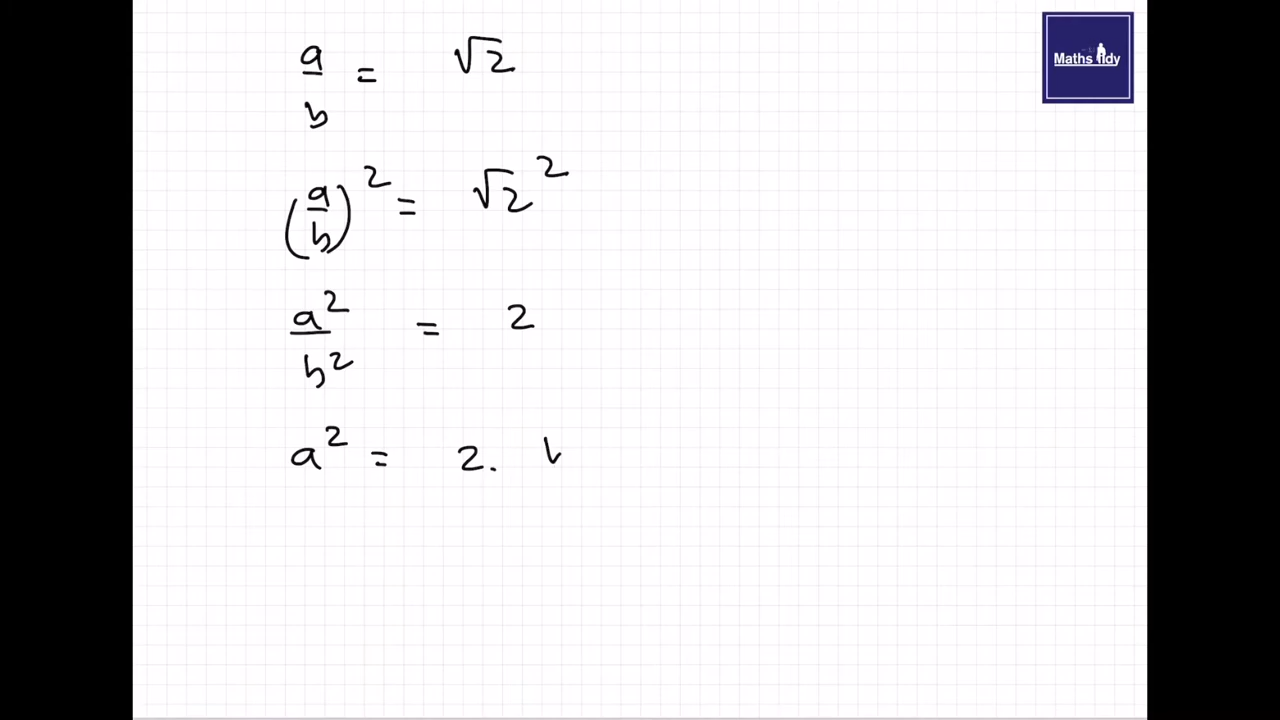 a/b = √2
(a/b)² = √2²
a²/b² = 2
a² = 2.
Maths